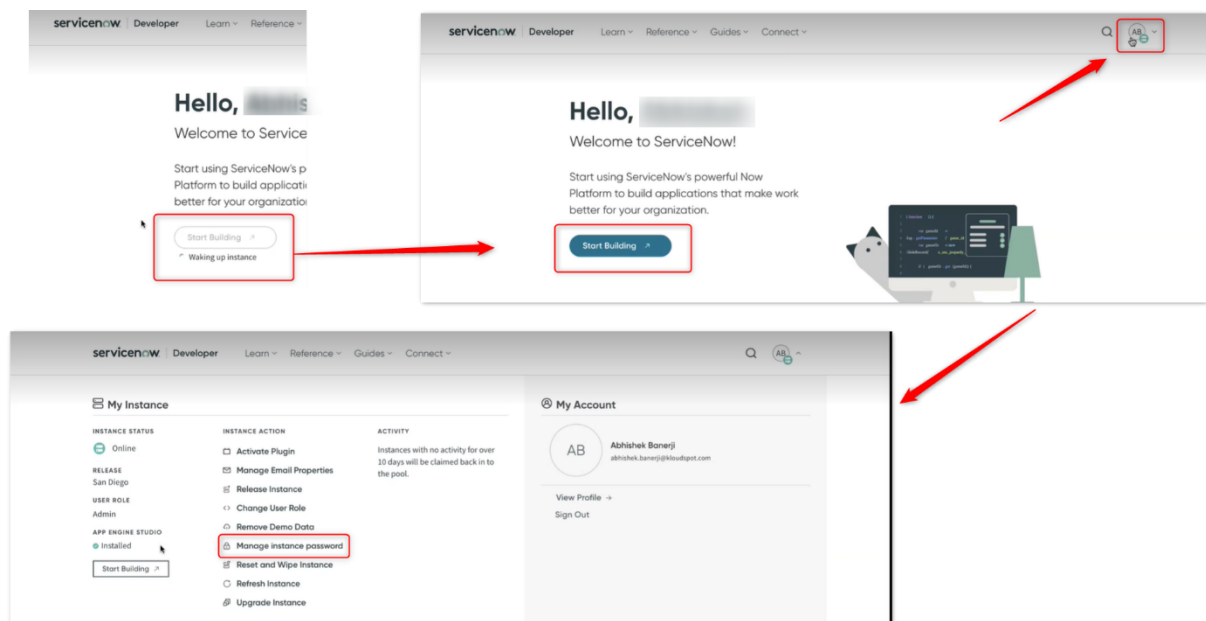 servicenow Developer Learn Reference
Hello,
Welcome to Service
Start using ServiceNow's p
Platform to build applicati
better for your organization
Start Building
Waking up instance
servicenow Developer Learn Reference Guides Connect
AB
Hello,
Welcome to ServiceNow!
Start using ServiceNow's powerful Now
Platform to build applications that make work
better for your organization.
Start Building
servicenow Developer Learn Reference Guides Connect
AB
My Instance
INSTANCE STATUS
Online
RELEASE
San Diego
USER ROLE
Admin
APP ENGINE STUDIO
Installed
Start Building
INSTANCE ACTION
Activate Plugin
Manage Email Properties
Release Instance
Change User Role
Remove Demo Data
Manage instance password
Reset and Wipe Instance
Refresh Instance
Upgrade Instance
ACTIVITY
Instances with no activity for over
10 days will be claimed back in to
the pool.
My Account
AB
Abhishek Banerji
abhishek.banerji@kloudspot.com
View Profile →
Sign Out